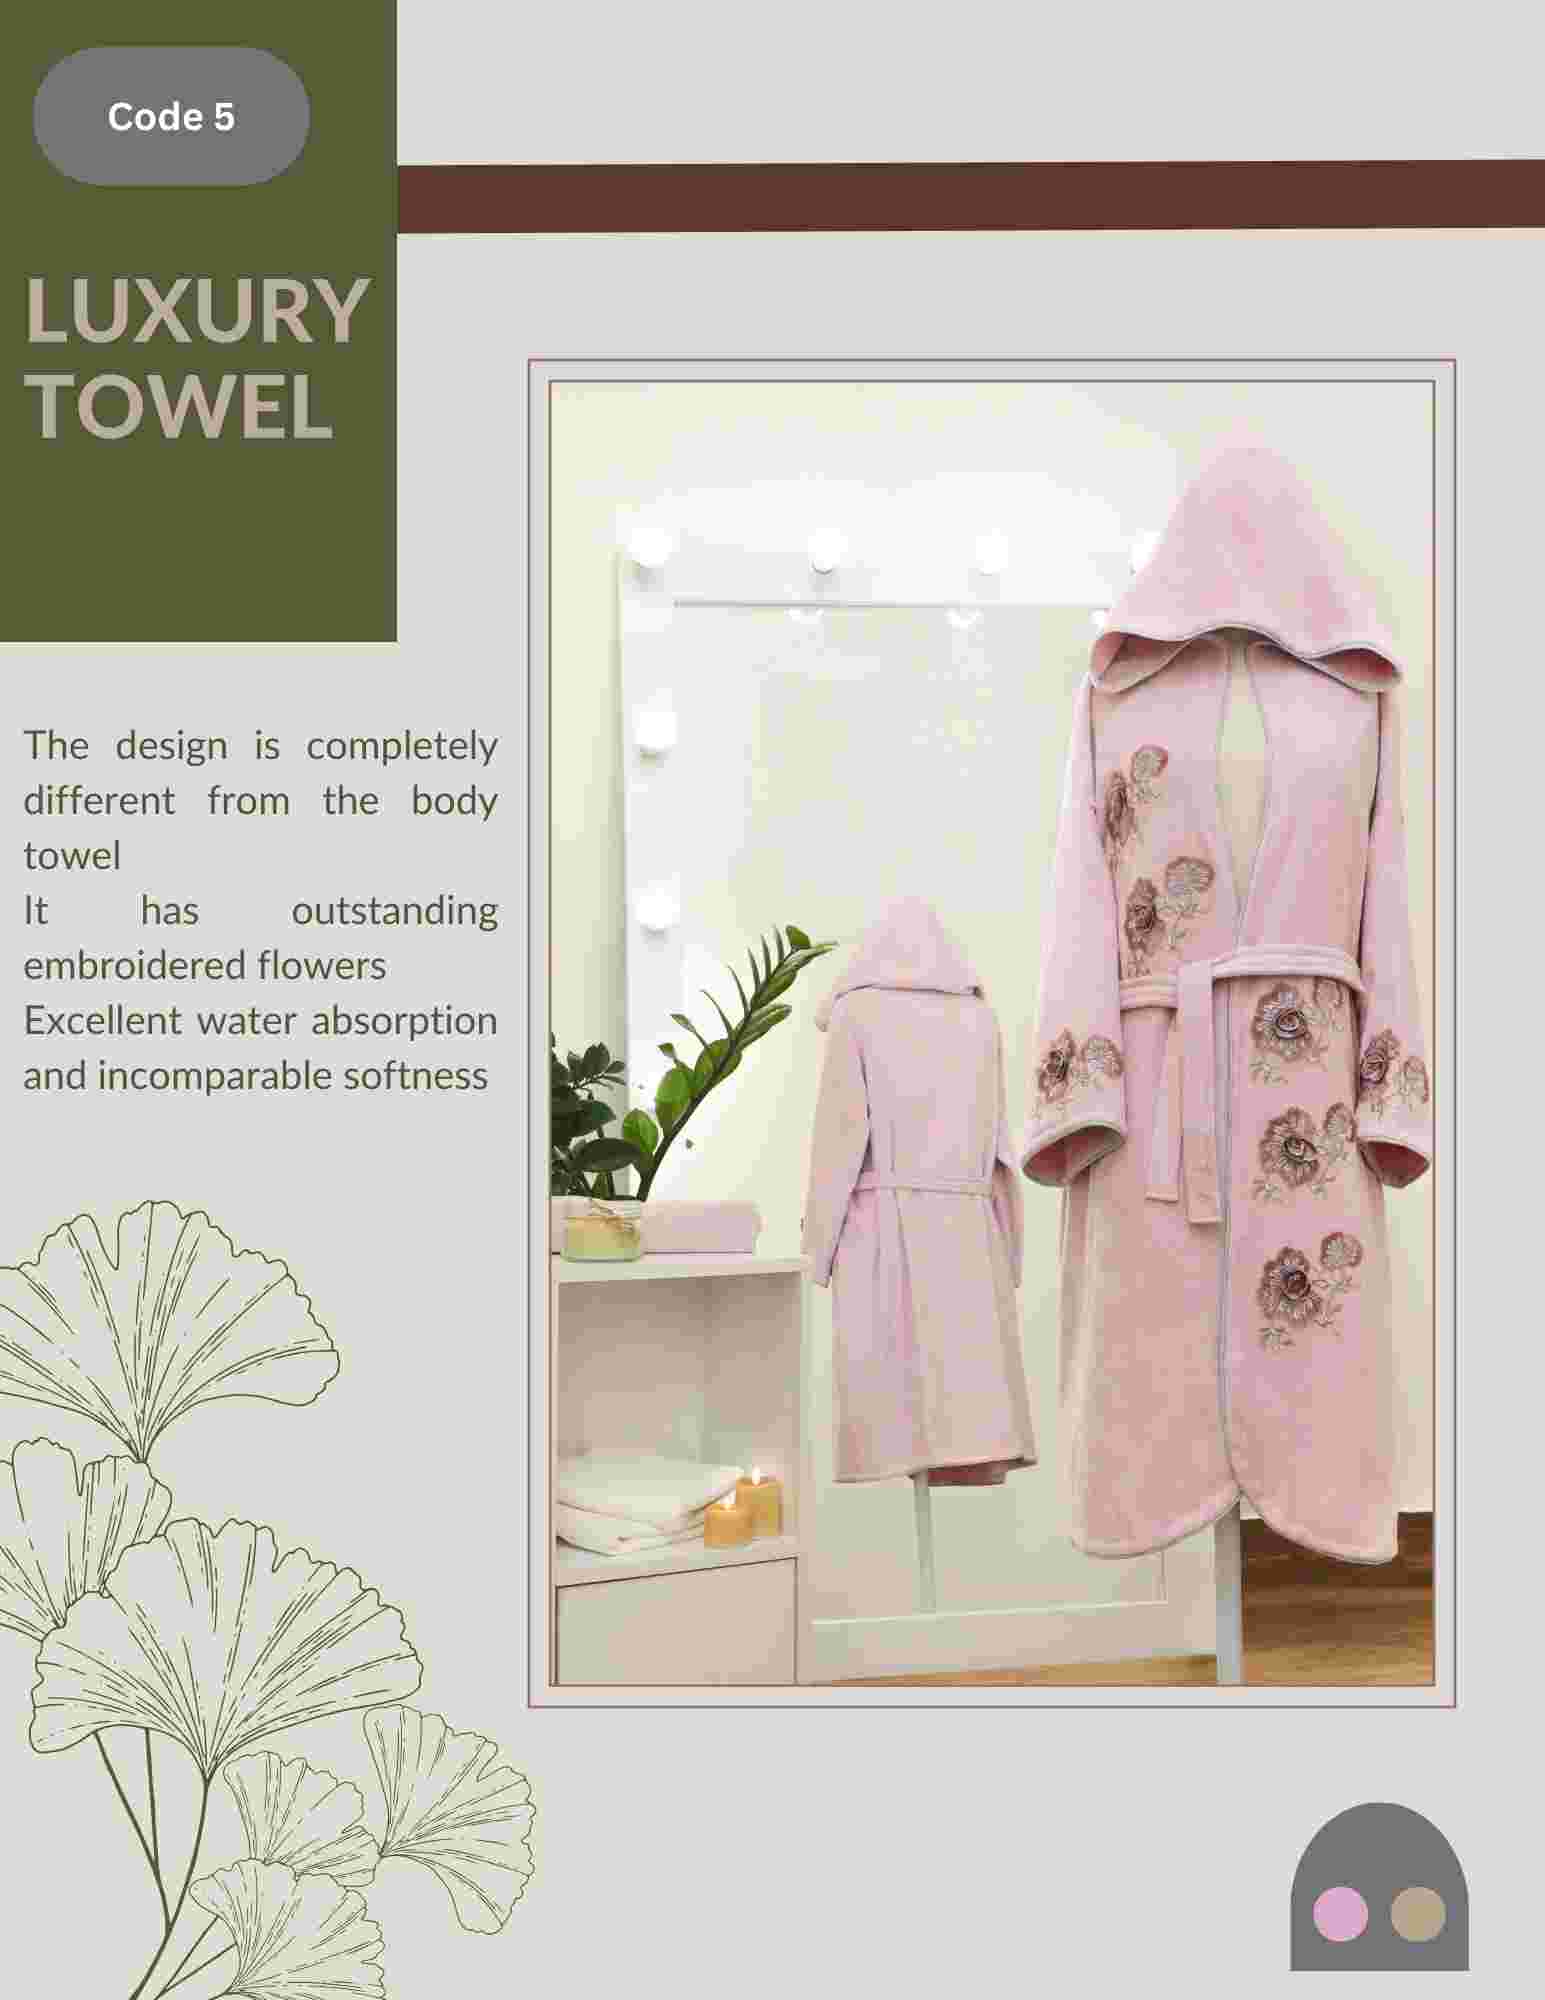 Code 5
LUXURY
TOWEL
The design is completely
different from the body
towel
It has outstanding
embroidered flowers
Excellent water absorption
and incomparable softness